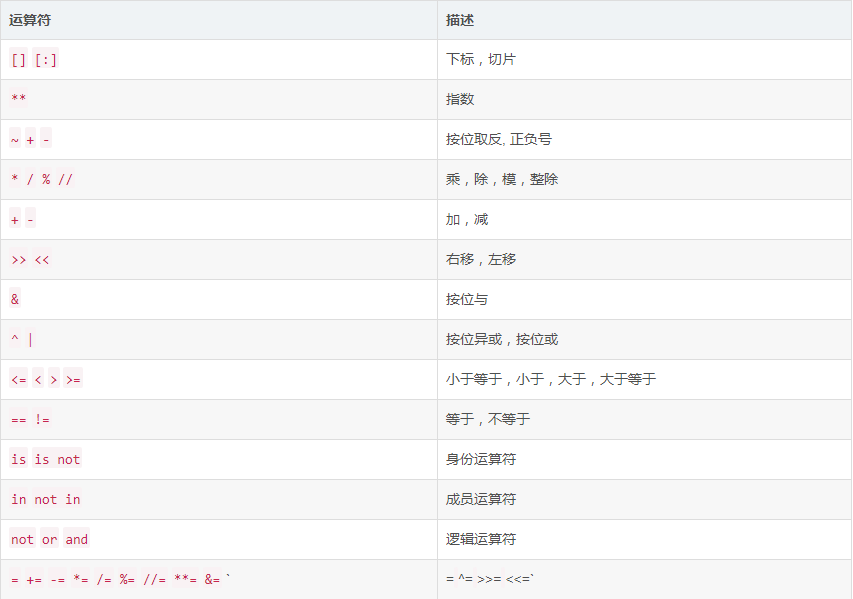 运算符 描述
[] [:] 下标，切片
** 指数
~ + - 按位取反, 正负号
* / % // 乘，除，模，整除
+ - 加，减
>> << 右移，左移
& 按位与
^ | 按位异或，按位或
<= < > >= 小于等于，小于，大于，大于等于
== != 等于，不等于
is is not 身份运算符
in not in 成员运算符
not or and 逻辑运算符
= += -= *= /= %= //= **= &= ` = ^= >>= <<=`